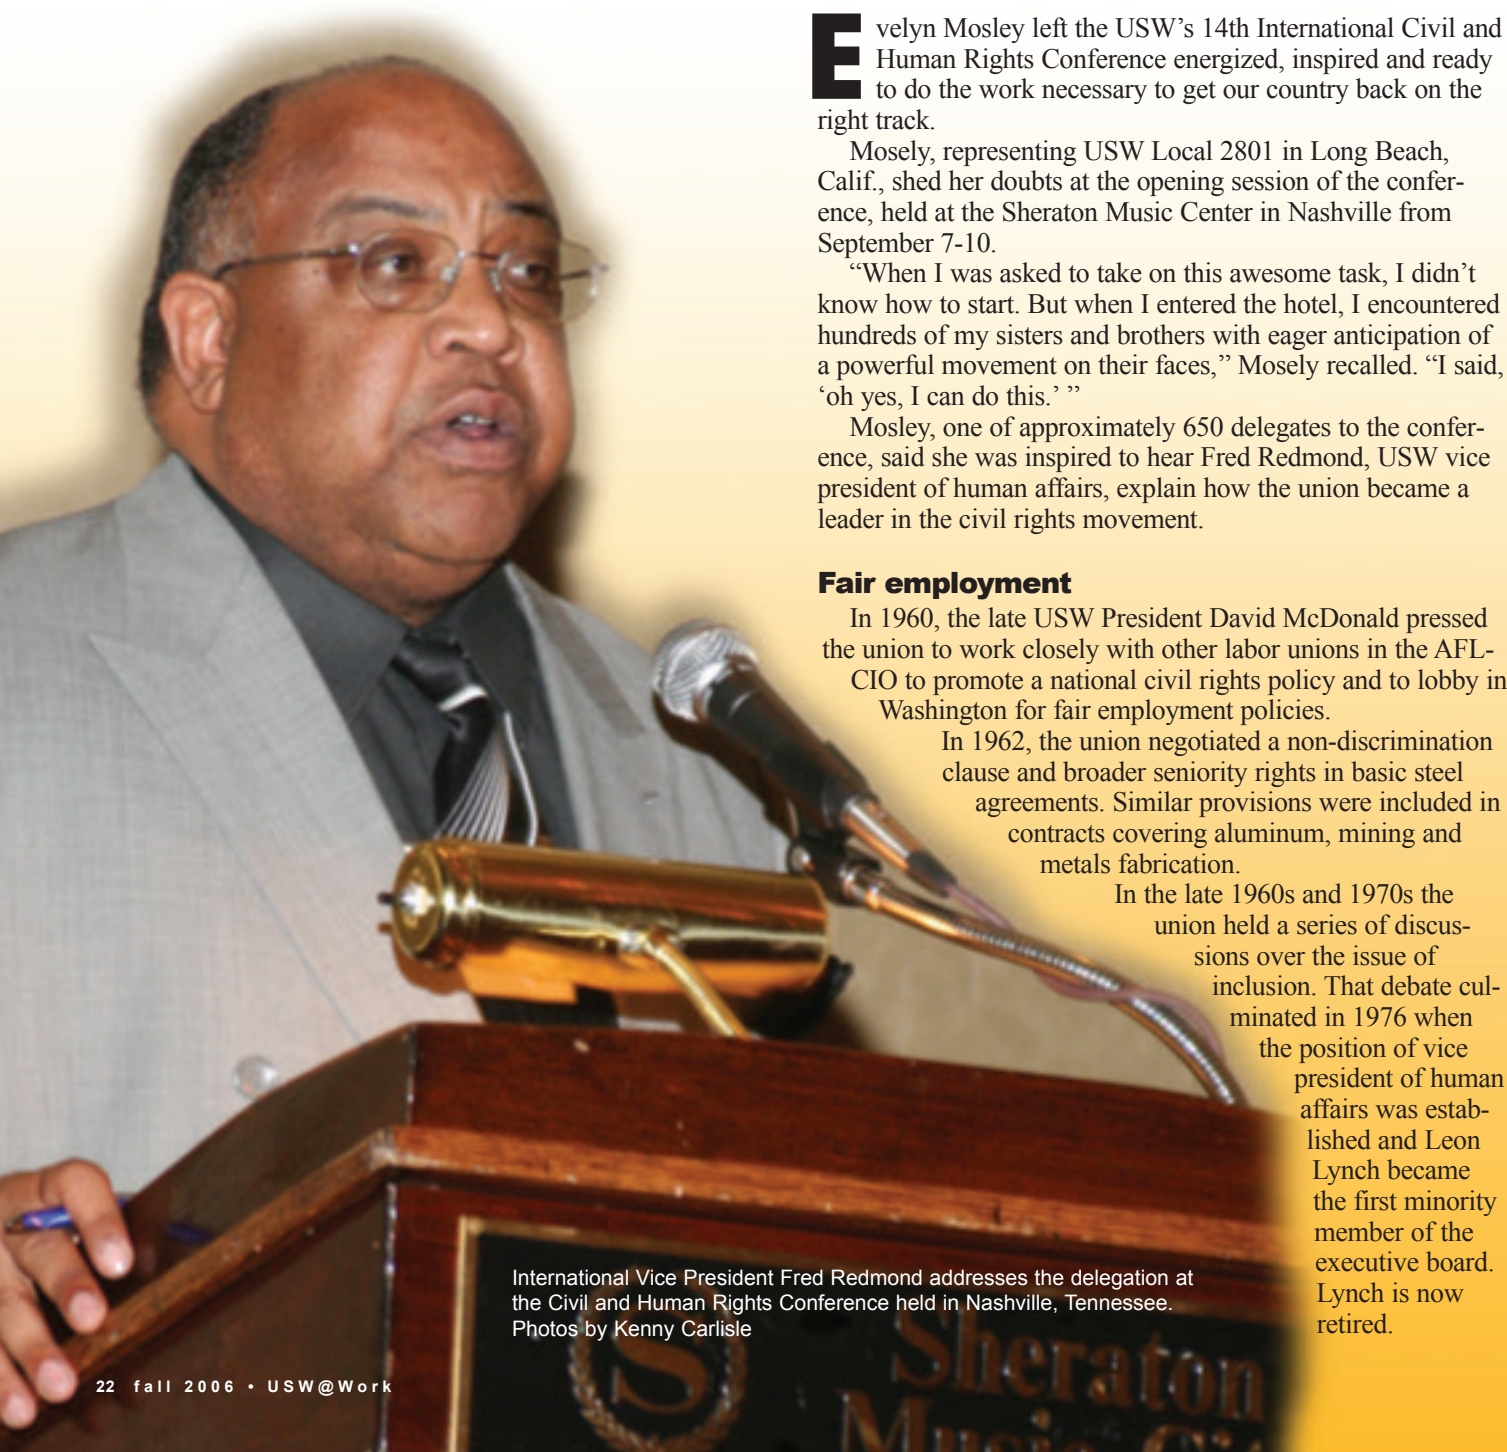 Evelyn Mosley left the USW’s 14th International Civil and
Human Rights Conference energized, inspired and ready
to do the work necessary to get our country back on the
right track.
Mosely, representing USW Local 2801 in Long Beach,
Calif., shed her doubts at the opening session of the confer-
ence, held at the Sheraton Music Center in Nashville from
September 7-10.
“When I was asked to take on this awesome task, I didn’t
know how to start. But when I entered the hotel, I encountered
hundreds of my sisters and brothers with eager anticipation of
a powerful movement on their faces,” Mosely recalled. “I said,
‘oh yes, I can do this.’ ”
Mosley, one of approximately 650 delegates to the confer-
ence, said she was inspired to hear Fred Redmond, USW vice
president of human affairs, explain how the union became a
leader in the civil rights movement.
Fair employment
In 1960, the late USW President David McDonald pressed
the union to work closely with other labor unions in the AFL-
CIO to promote a national civil rights policy and to lobby in
Washington for fair employment policies.
In 1962, the union negotiated a non-discrimination
clause and broader seniority rights in basic steel
agreements. Similar provisions were included in
contracts covering aluminum, mining and
metals fabrication.
In the late 1960s and 1970s the
union held a series of discus-
sions over the issue of
inclusion. That debate cul-
minated in 1976 when
the position of vice
president of human
affairs was estab-
lished and Leon
Lynch became
the first minority
member of the
executive board.
Lynch is now
retired.
International Vice President Fred Redmond addresses the delegation at
the Civil and Human Rights Conference held in Nashville, Tennessee.
Photos by Kenny Carlisle
S
Sheraton
Music
22 fall 2006 • USW@Work